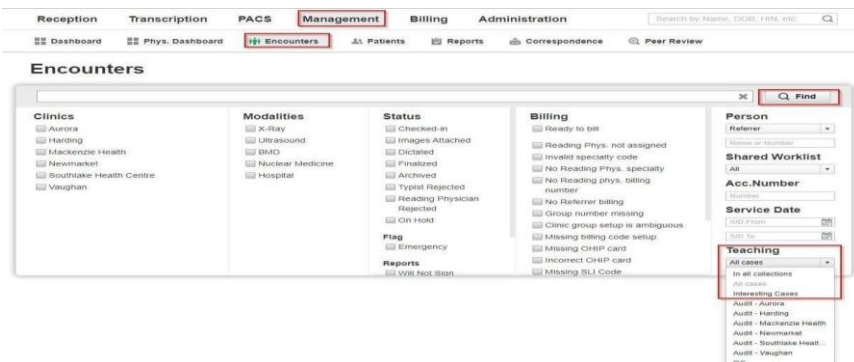 Reception Transcription PACS Management Billing Administration Search by Name, DOB, HIN, etc.
Dashboard Phys. Dashboard Encounters Patients Reports Correspondence Peer Review
Encounters
Find
Clinics
Aurora
Harding
Mackenzie Health
Newmarket
Southlake Health Centre
Vaughan
Modalities
X-Ray
Ultrasound
BMD
Nuclear Medicine
Hospital
Status
Checked-in
Images Attached
Dictated
Finalized
Archived
Typist Rejected
Reading Physician
Rejected
On Hold
Flag
Emergency
Reports
Will Not Sign
Billing
Ready to bill
Reading Phys. not assigned
Invalid specialty code
No Reading Phys. specialty
No Reading phys. billing
number
No Referrer billing
Group number missing
Clinic group setup is ambiguous
Missing billing code setup
Missing OHIP card
Incorrect OHIP card
Missing SLI Code
Person
Referrer
Name or Number
Shared Worklist
All
Acc.Number
Number
Service Date
S/D From
S/D To
Teaching
All cases
In all collections
All cases
Interesting Cases
Audit - Aurora
Audit - Harding
Audit - Mackenzie Health
Audit - Newmarket
Audit - Southlake Healt...
Audit - Vaughan